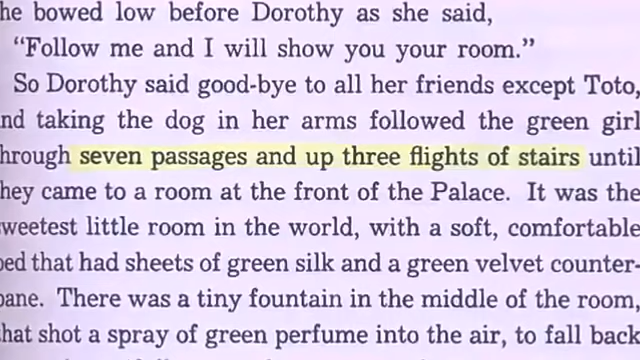 he bowed low before Dorothy as she said,
“Follow me and I will show you your room.”
So Dorothy said good-bye to all her friends except Toto,
nd taking the dog in her arms followed the green girl
hrough seven passages and up three flights of stairs until
hey came to a room at the front of the Palace. It was the
weetest little room in the world, with a soft, comfortable
bed that had sheets of green silk and a green velvet counter-
pane. There was a tiny fountain in the middle of the room,
hat shot a spray of green perfume into the air, to fall back